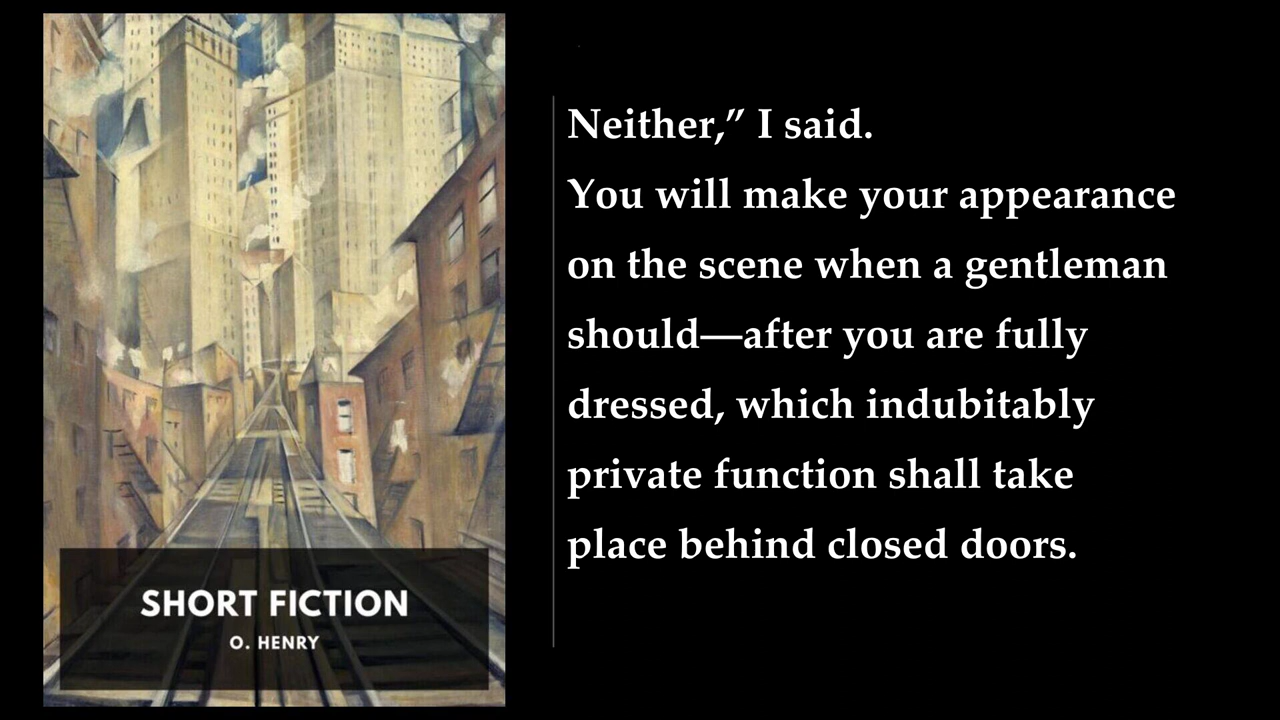 Neither,” I said.
You will make your appearance
on the scene when a gentleman
should—after you are fully
dressed, which indubitably
private function shall take
place behind closed doors.
SHORT FICTION
O. HENRY